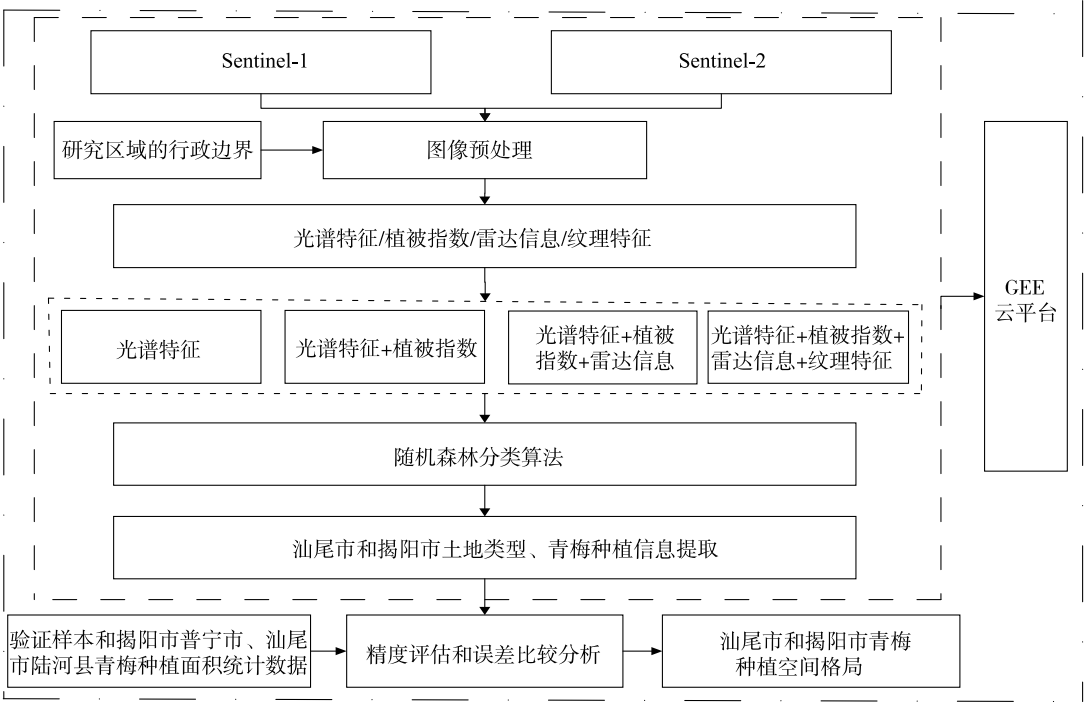 Sentinel-1
Sentinel-2
研究区域的行政边界
图像预处理
光谱特征/植被指数/雷达信息/纹理特征
GEE
云平台
光谱特征
光谱特征+植被指数
光谱特征+植被
指数+雷达信息
光谱特征+植被指数+
雷达信息+纹理特征
随机森林分类算法
汕尾市和揭阳市土地类型、青梅种植信息提取
验证样本和揭阳市普宁市、汕尾
市陆河县青梅种植面积统计数据
精度评估和误差比较分析
汕尾市和揭阳市青梅
种植空间格局